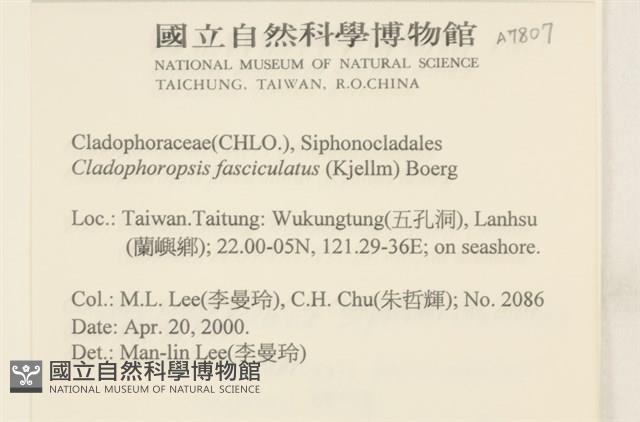 國立自然科學博物館 A7807
NATIONAL MUSEUM OF NATURAL SCIENCE
TAICHUNG. TAIWAN, R.O.CHINA
Cladophoraceae(CHLO.), Siphonocladales
Cladophoropsis fasciculatus (Kjellm) Boerg
Loc.: Taiwan.Taitung: Wukungtung(五孔洞), Lanhsu
(蘭嶼鄉); 22.00-05N, 121.29-36E; on seashore.
Col.: M.L. Lee(李曼玲), C.H. Chu(朱哲輝); No. 2086
Date: Apr. 20, 2000.
Det.: Man-lin Lee(李曼玲)
國立自然科學博物館
NATIONAL MUSEUM OF NATURAL SCIENCE